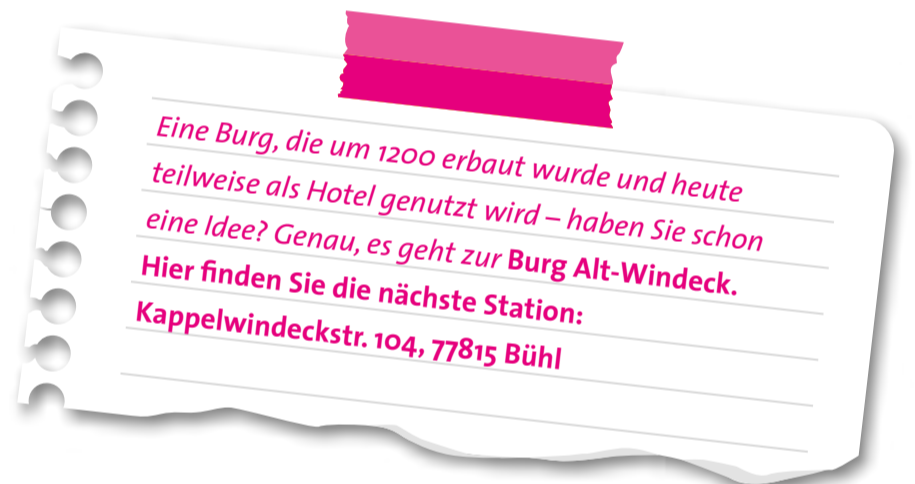 Eine Burg, die um 1200 erbaut wurde und heute
teilweise als Hotel genutzt wird – haben Sie schon
eine Idee? Genau, es geht zur Burg Alt-Windeck.
Hier finden Sie die nächste Station:
Kappelwindeckstr. 104, 77815 Bühl